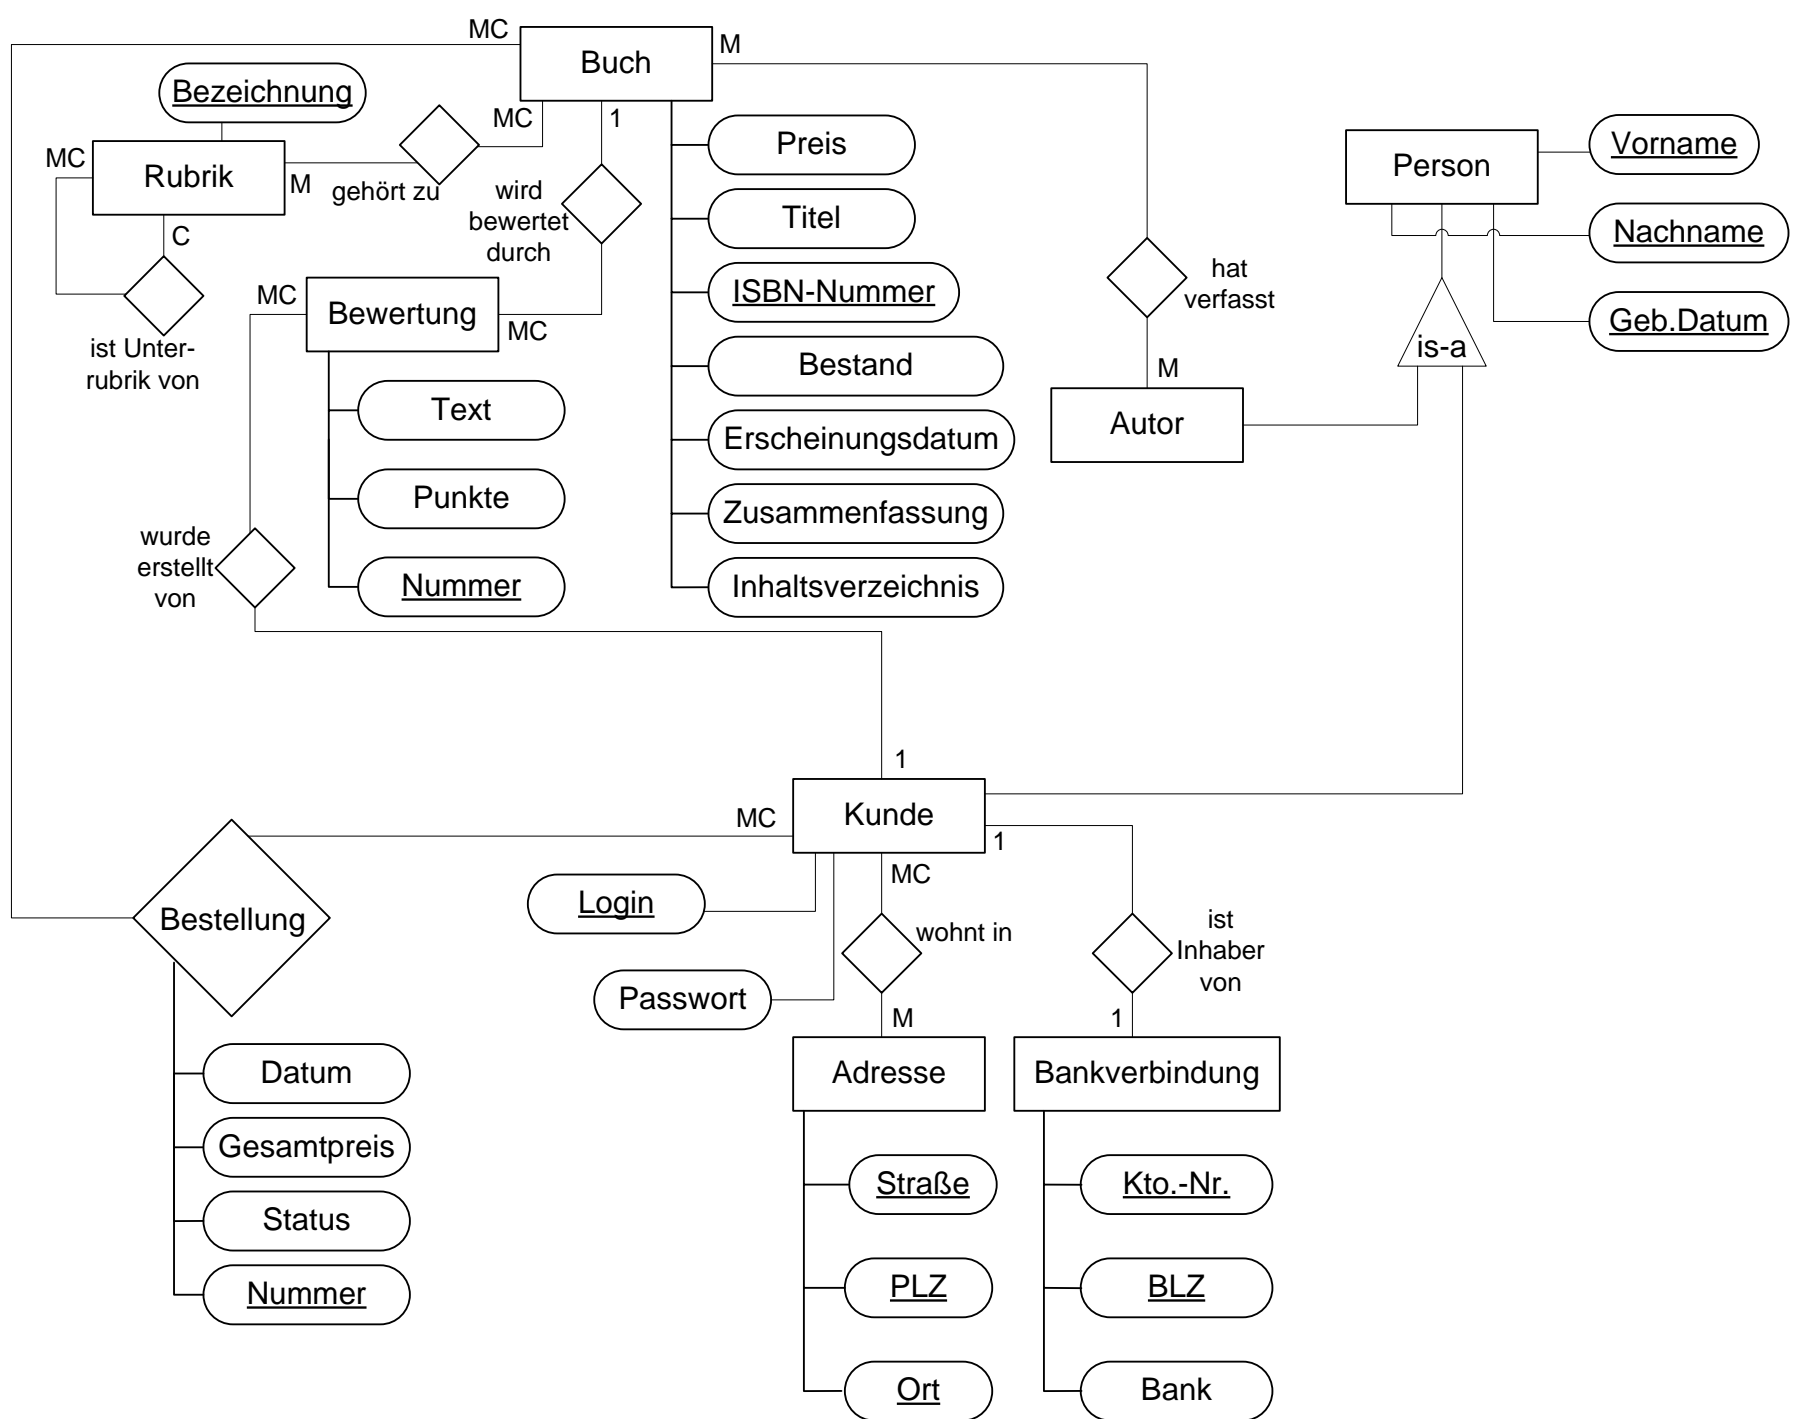 MC
Buch
M
Bezeichnung
MC
1
Preis
Vorname
MC
Rubrik
M
gehört zu
wird
bewertet
durch
Person
Titel
Nachname
C
hat
verfasst
MC
Bewertung
MC
ISBN-Nummer
Geb.Datum
ist Unter-
rubrik von
is-a
Bestand
M
Text
Autor
Erscheinungsdatum
Punkte
Zusammenfassung
wurde
erstellt
von
Nummer
Inhaltsverzeichnis
1
MC
Kunde
1
MC
Login
Bestellung
wohnt in
ist
Inhaber
von
Passwort
M
1
Datum
Adresse
Bankverbindung
Gesamtpreis
Straße
Kto.-Nr.
Status
Nummer
PLZ
BLZ
Ort
Bank